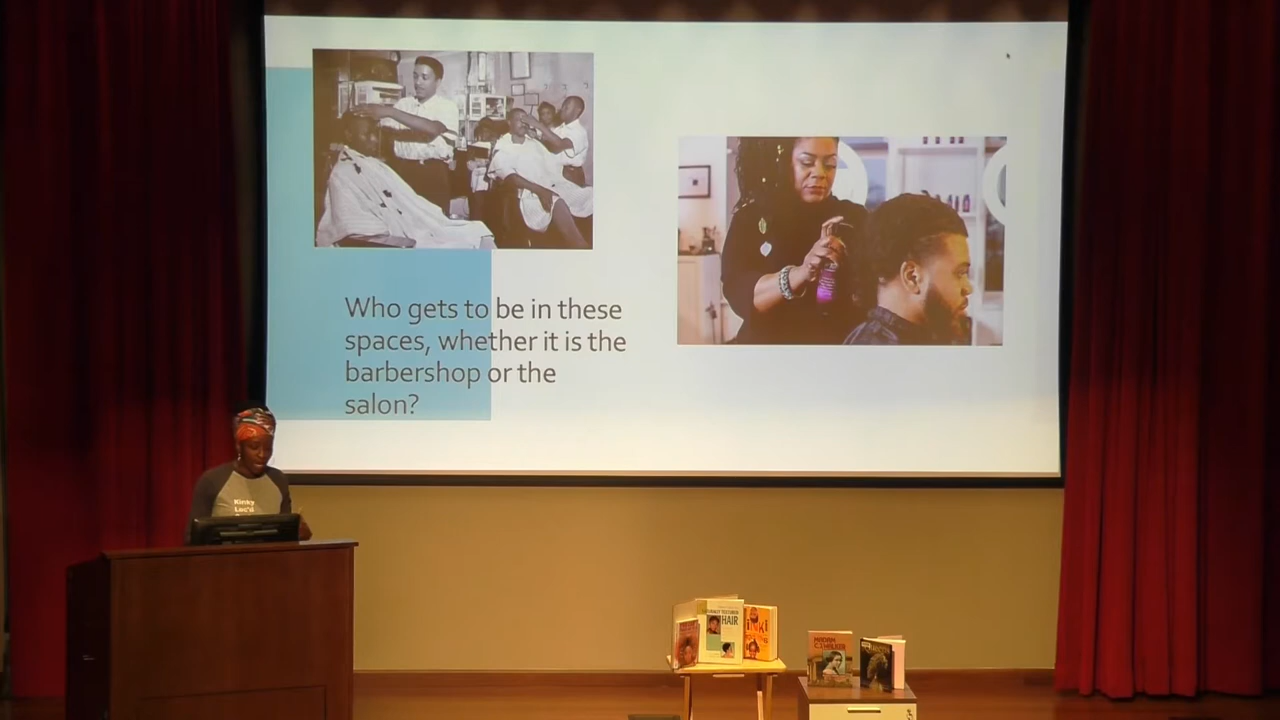 Who gets to be in these
spaces, whether it is the
barbershop or the
salon?
Kinky
Loc'd
HAIR
MADAM
C.J. WALKER